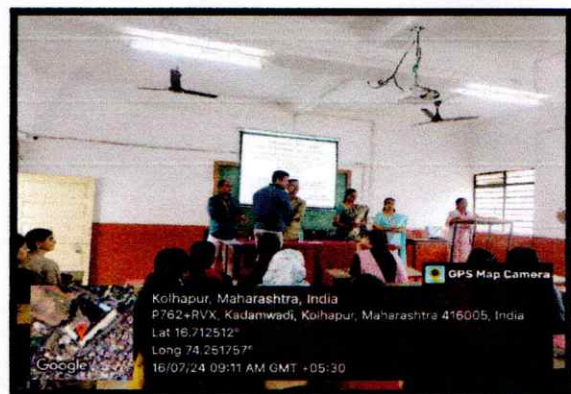 GPS Map Camera
Kolhapur, Maharashtra, India
P762+RVX, Kadamwadi, Kolhapur, Maharashtra 416005, India
Lat 16.712512°
Long 74.251757°
16/07/24 09:11 AM GMT +05:30
Google